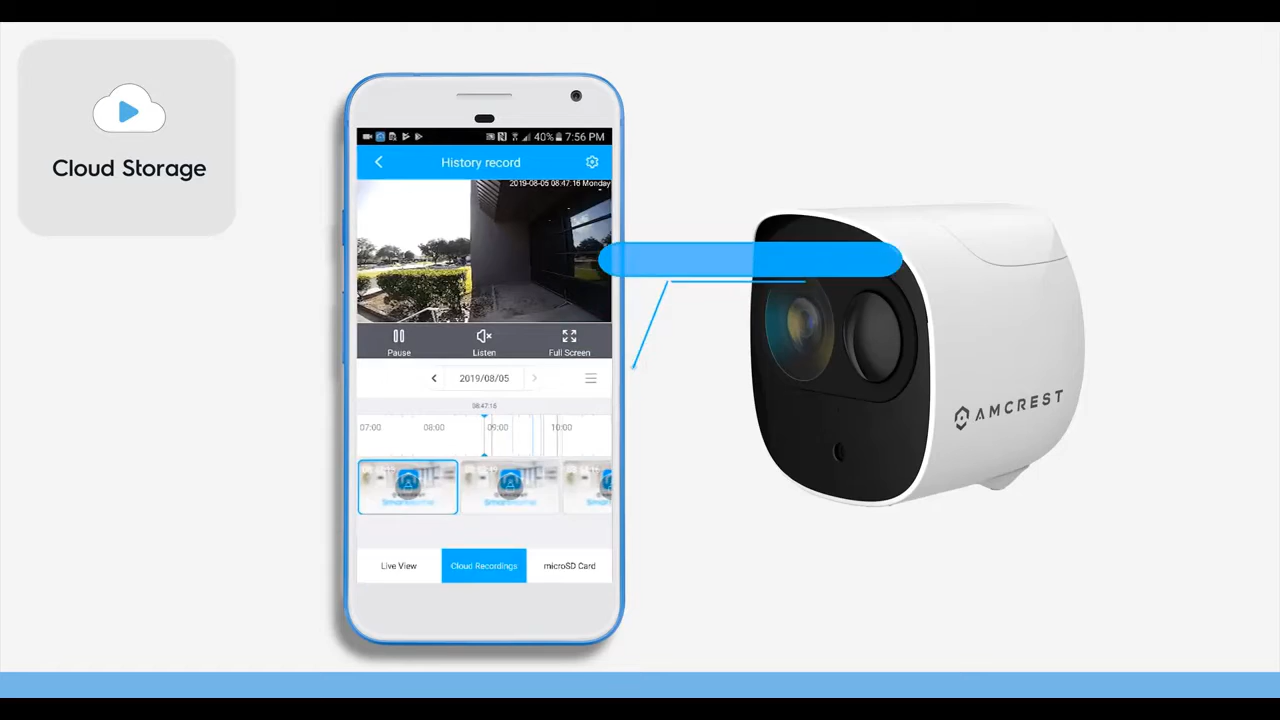 Cloud Storage
40% 7:56 PM
History record
2019-08-05 08:47:16 Monday
Pause Listen Full Screen
2019/08/05
08:47:16
07:00 08:00 09:00 10:00
Live View Cloud Recordings microSD Card
AMCREST